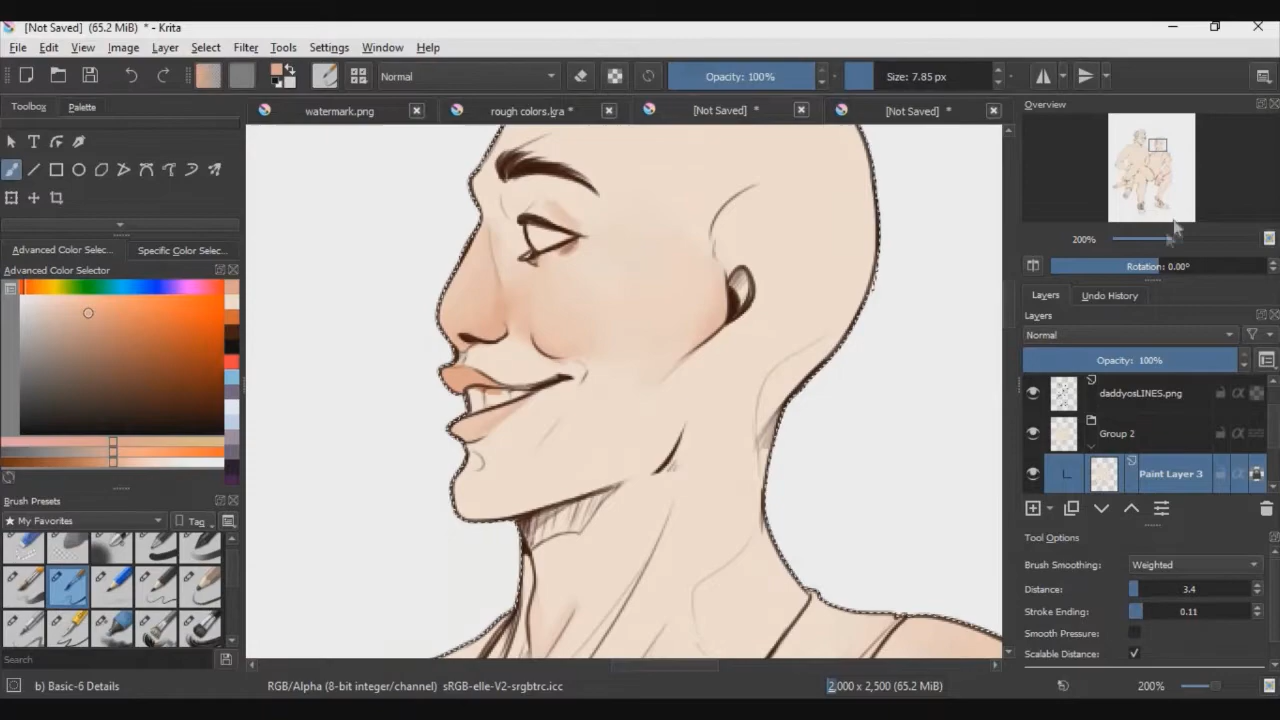 [Not Saved] (65.2 MiB) * - Krita
File Edit View Image Layer Select Filter Tools Settings Window Help
Normal Opacity: 100% Size: 7.85 px
Toolbox Palette
watermark.png rough colors.kra * [Not Saved] * [Not Saved] *
Overview
200%
Rotation: 0.00°
Advanced Color Selec... Specific Color Selec...
Advanced Color Selector
Layers Undo History
Layers
Normal
Opacity: 100%
daddyosLINES.png
Group 2
Paint Layer 3
Brush Presets
My Favorites Tag
Tool Options
Brush Smoothing: Weighted
Distance: 3.4
Stroke Ending: 0.11
Smooth Pressure:
Scalable Distance:
Search
b) Basic-6 Details RGB/Alpha (8-bit integer/channel) sRGB-elle-V2-srgbtrc.icc 2,000 x 2,500 (65.2 MiB) 200%